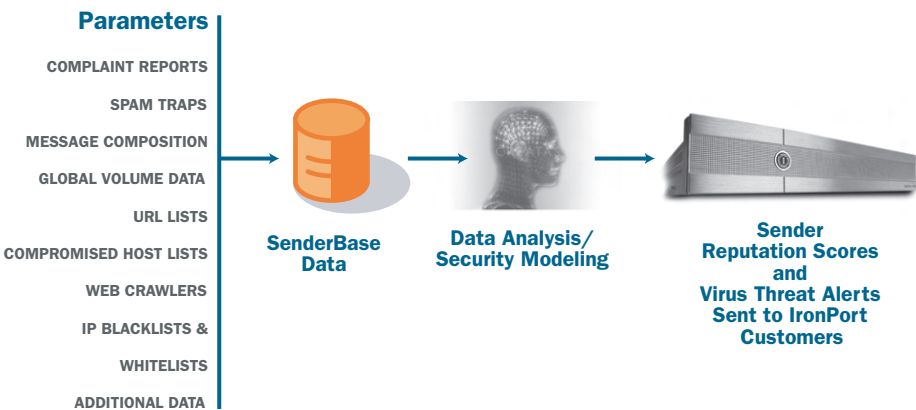 Parameters
COMPLAINT REPORTS
SPAM TRAPS
MESSAGE COMPOSITION
GLOBAL VOLUME DATA
URL LISTS
COMPROMISED HOST LISTS
WEB CRAWLERS
IP BLACKLISTS &
WHITELISTS
ADDITIONAL DATA
SenderBase
Data
Data Analysis/
Security Modeling
Sender
Reputation Scores
and
Virus Threat Alerts
Sent to IronPort
Customers